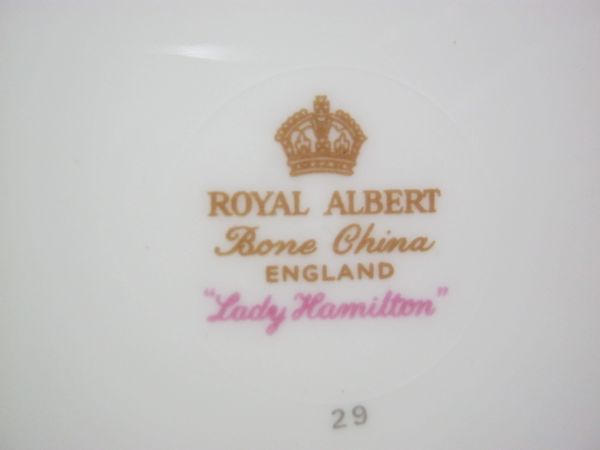 ROYAL ALBERT
Bone China
ENGLAND
"Lady Hamilton"
29